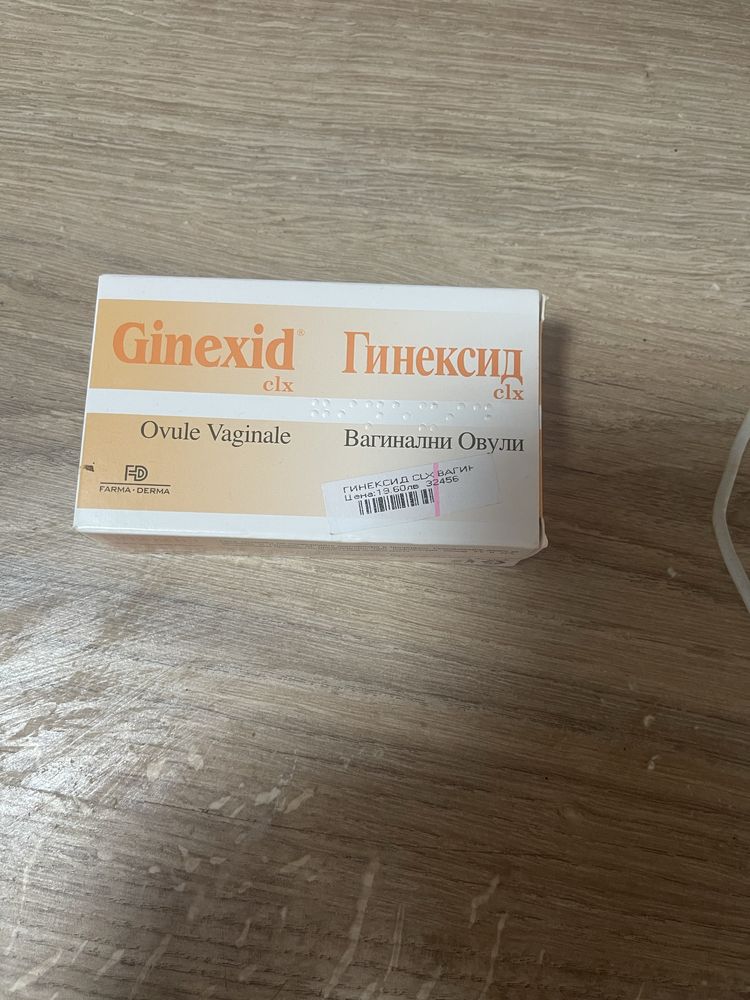 Ginexid®
clx
Ovule Vaginale
Гинексид
clx
Вагинални Овули
FD
FARMA • DERMA
ГИНЕКСИД CLX ВАГИН
Цена:19.60лв 32456